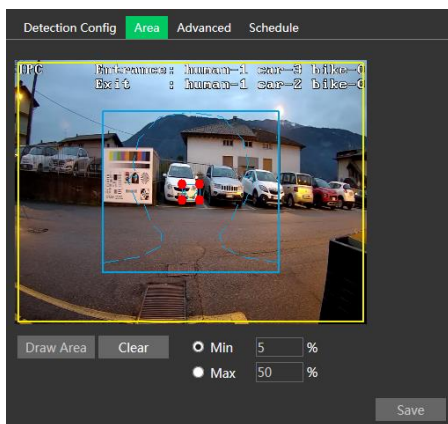 Detection Config Area Advanced Schedule
IPC Entrance: human-1 car-3 bike-0
Exit : human-1 car-2 bike-0
Draw Area Clear Min 5 %
Max 50 %
Save